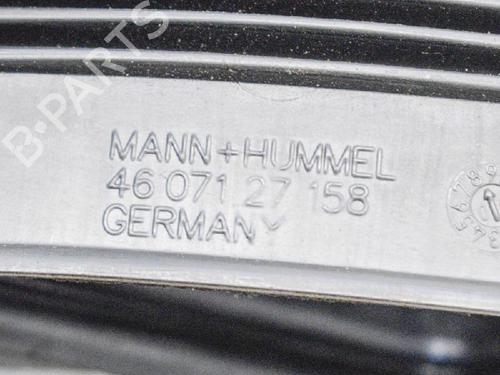 B-PARTS
MANN+HUMMEL
46 071 27 158
GERMANY